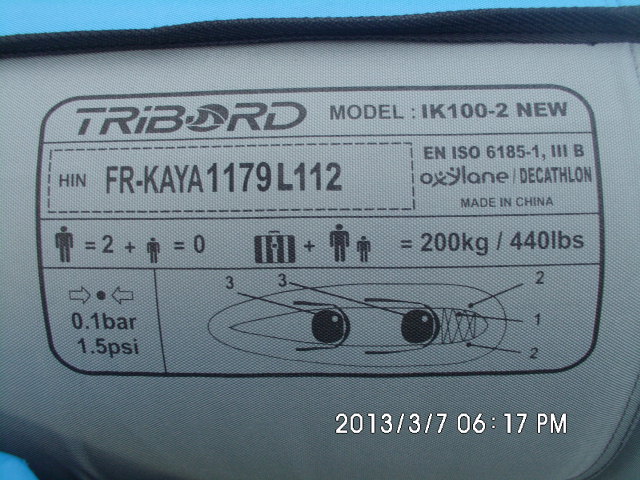 TRIBORD MODEL : IK100-2 NEW
HIN FR-KAYA1179L112
EN ISO 6185-1, III B
oxylane / DECATHLON
MADE IN CHINA
= 2 + = 0 + = 200kg / 440lbs
0.1bar
1.5psi
3 3 2
1
2
2013/3/7 06:17 PM